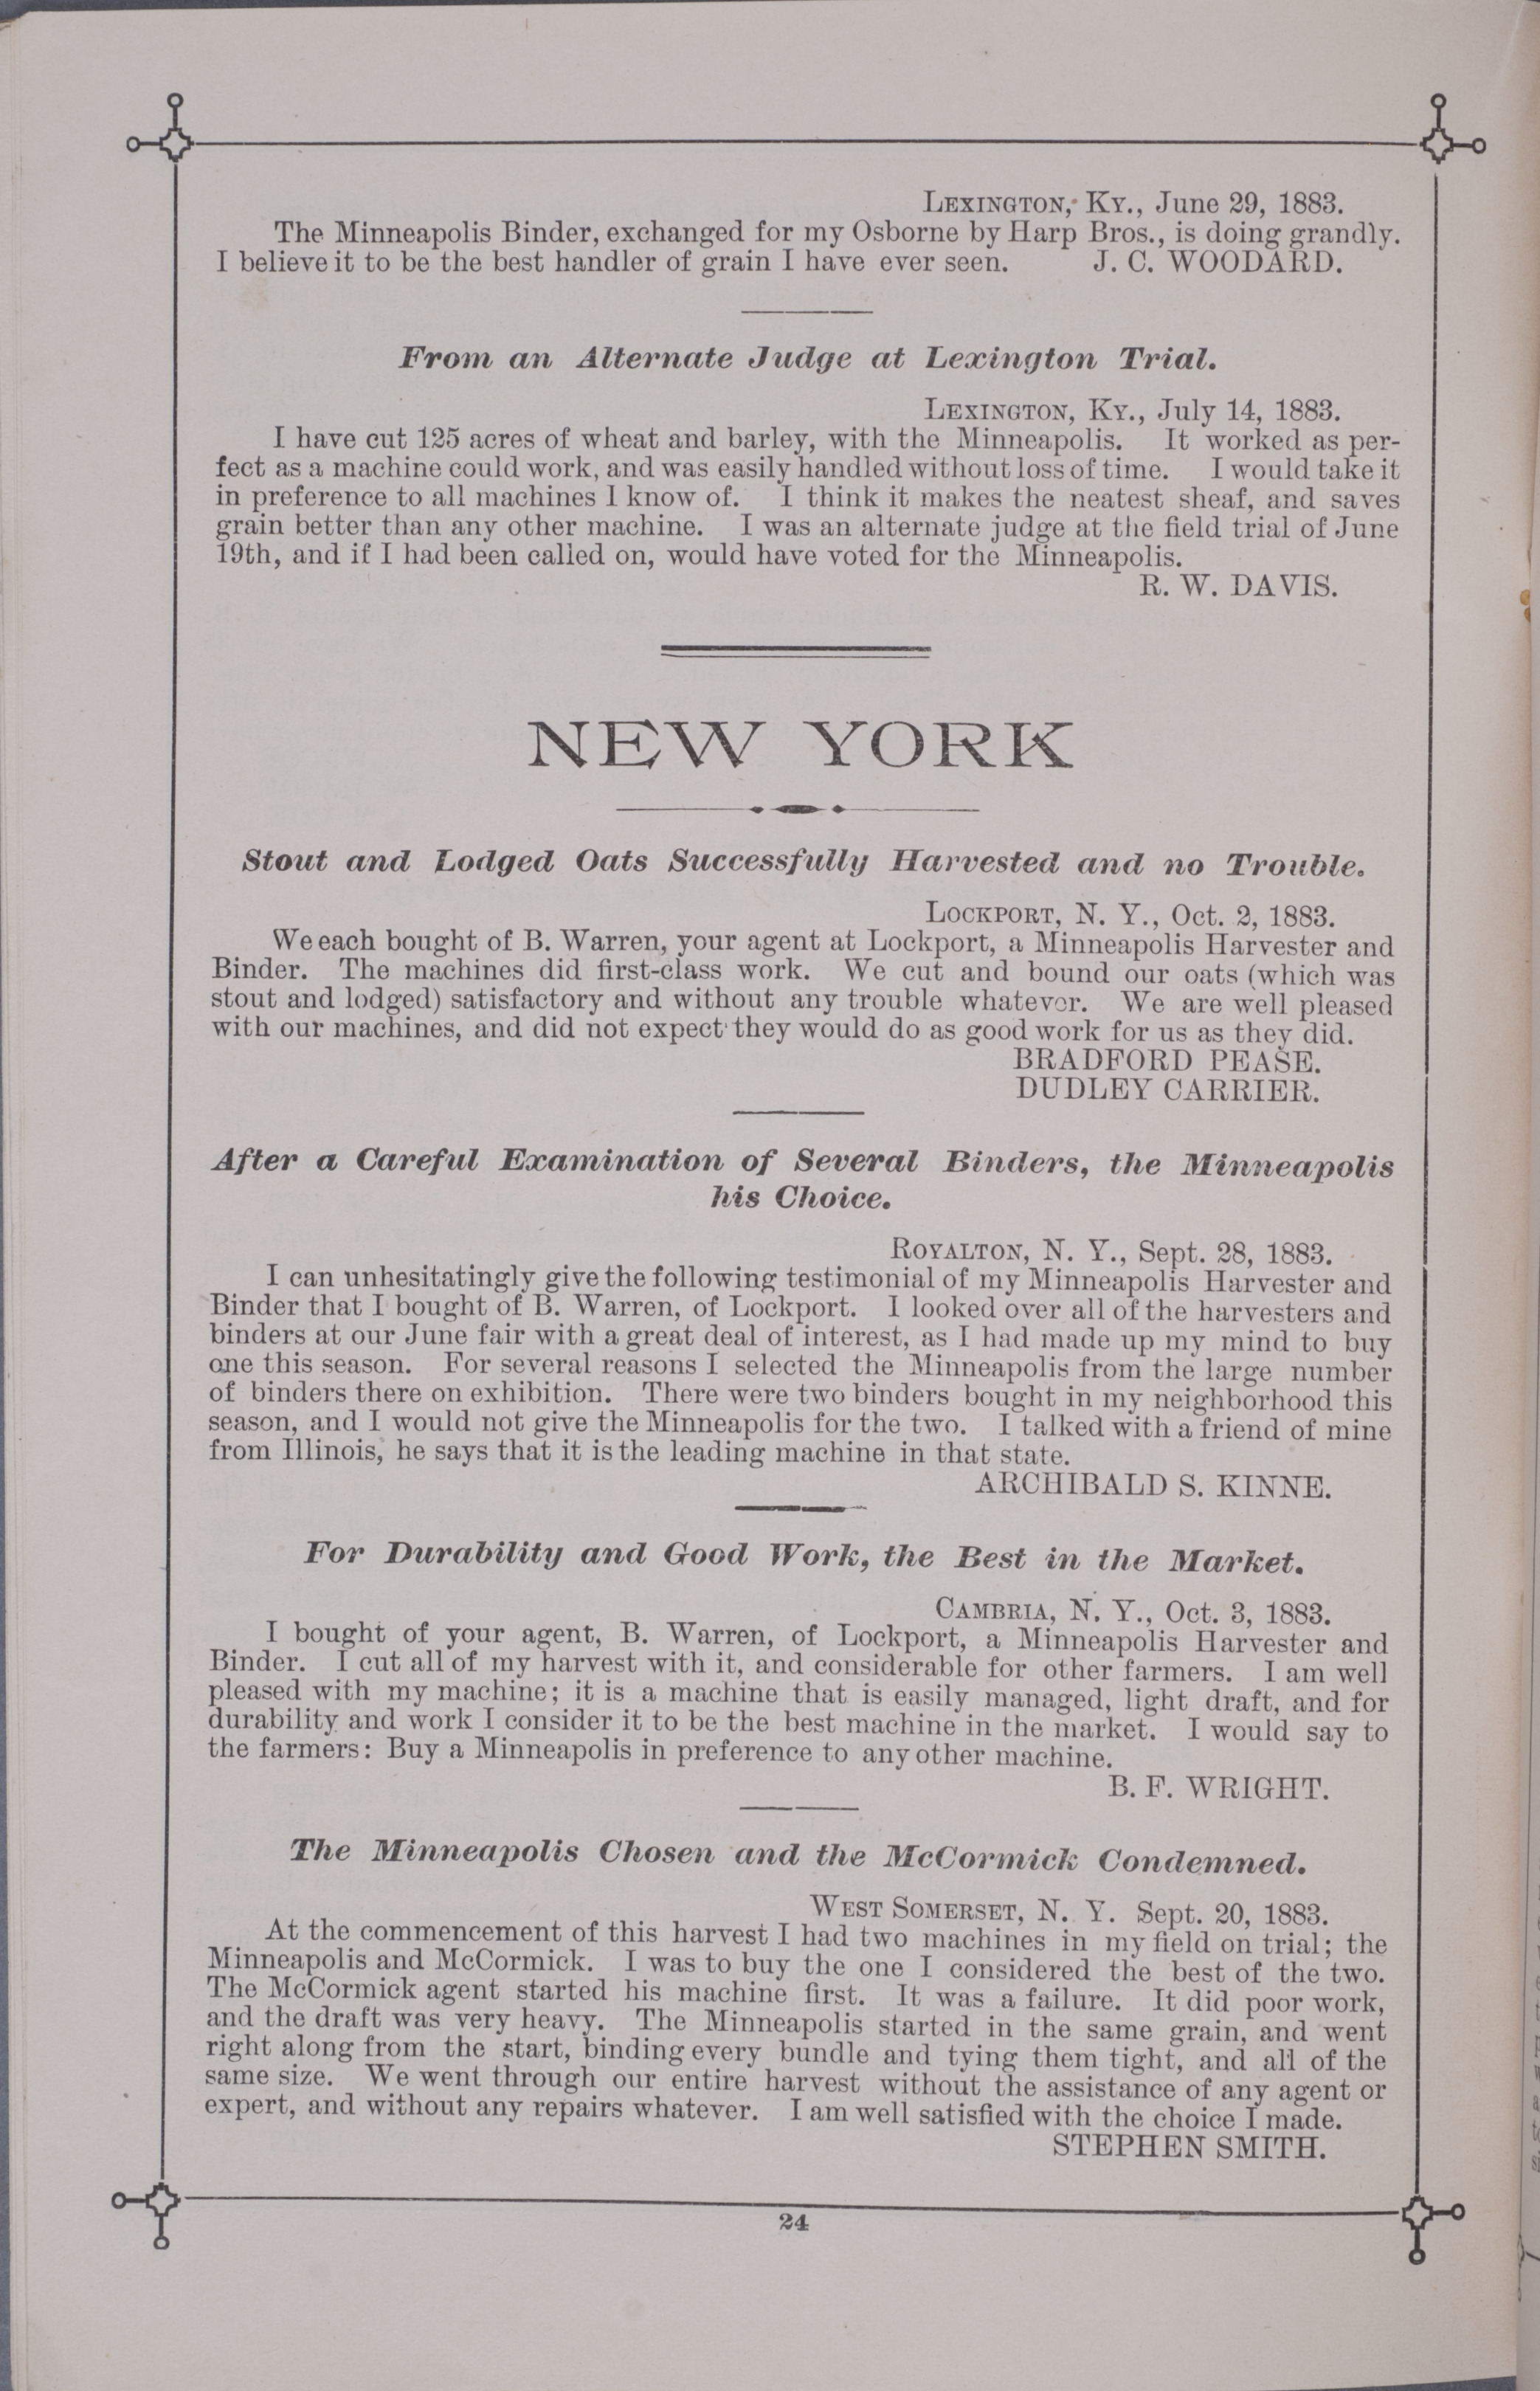 LEXINGTON, KY., June 29, 1883.
The Minneapolis Binder, exchanged for my Osborne by Harp Bros., is doing grandly.
I believe it to be the best handler of grain I have ever seen. J. C. WOODARD.
From an Alternate Judge at Lexington Trial.
LEXINGTON, KY., July 14, 1883.
I have cut 125 acres of wheat and barley, with the Minneapolis. It worked as per-
fect as a machine could work, and was easily handled without loss of time. I would take it
in preference to all machines I know of. I think it makes the neatest sheaf, and saves
grain better than any other machine. I was an alternate judge at the field trial of June
19th, and if I had been called on, would have voted for the Minneapolis.
R. W. DAVIS.
NEW YORK
Stout and Lodged Oats Successfully Harvested and no Trouble.
LOCKPORT, N. Y., Oct. 2, 1883.
We each bought of B. Warren, your agent at Lockport, a Minneapolis Harvester and
Binder. The machines did first-class work. We cut and bound our oats (which was
stout and lodged) satisfactory and without any trouble whatever. We are well pleased
with our machines, and did not expect they would do as good work for us as they did.
BRADFORD PEASE.
DUDLEY CARRIER.
After a Careful Examination of Several Binders, the Minneapolis
his Choice.
ROYALTON, N. Y., Sept. 28, 1883.
I can unhesitatingly give the following testimonial of my Minneapolis Harvester and
Binder that I bought of B. Warren, of Lockport. I looked over all of the harvesters and
binders at our June fair with a great deal of interest, as I had made up my mind to buy
one this season. For several reasons I selected the Minneapolis from the large number
of binders there on exhibition. There were two binders bought in my neighborhood this
season, and I would not give the Minneapolis for the two. I talked with a friend of mine
from Illinois, he says that it is the leading machine in that state.
ARCHIBALD S. KINNE.
For Durability and Good Work, the Best in the Market.
CAMBRIA, N. Y., Oct. 3, 1883.
I bought of your agent, B. Warren, of Lockport, a Minneapolis Harvester and
Binder. I cut all of my harvest with it, and considerable for other farmers. I am well
pleased with my machine; it is a machine that is easily managed, light draft, and for
durability and work I consider it to be the best machine in the market. I would say to
the farmers: Buy a Minneapolis in preference to any other machine.
B. F. WRIGHT.
The Minneapolis Chosen and the McCormick Condemned.
WEST SOMERSET, N. Y. Sept. 20, 1883.
At the commencement of this harvest I had two machines in my field on trial; the
Minneapolis and McCormick. I was to buy the one I considered the best of the two.
The McCormick agent started his machine first. It was a failure. It did poor work,
and the draft was very heavy. The Minneapolis started in the same grain, and went
right along from the start, binding every bundle and tying them tight, and all of the
same size. We went through our entire harvest without the assistance of any agent or
expert, and without any repairs whatever. I am well satisfied with the choice I made.
STEPHEN SMITH.
24